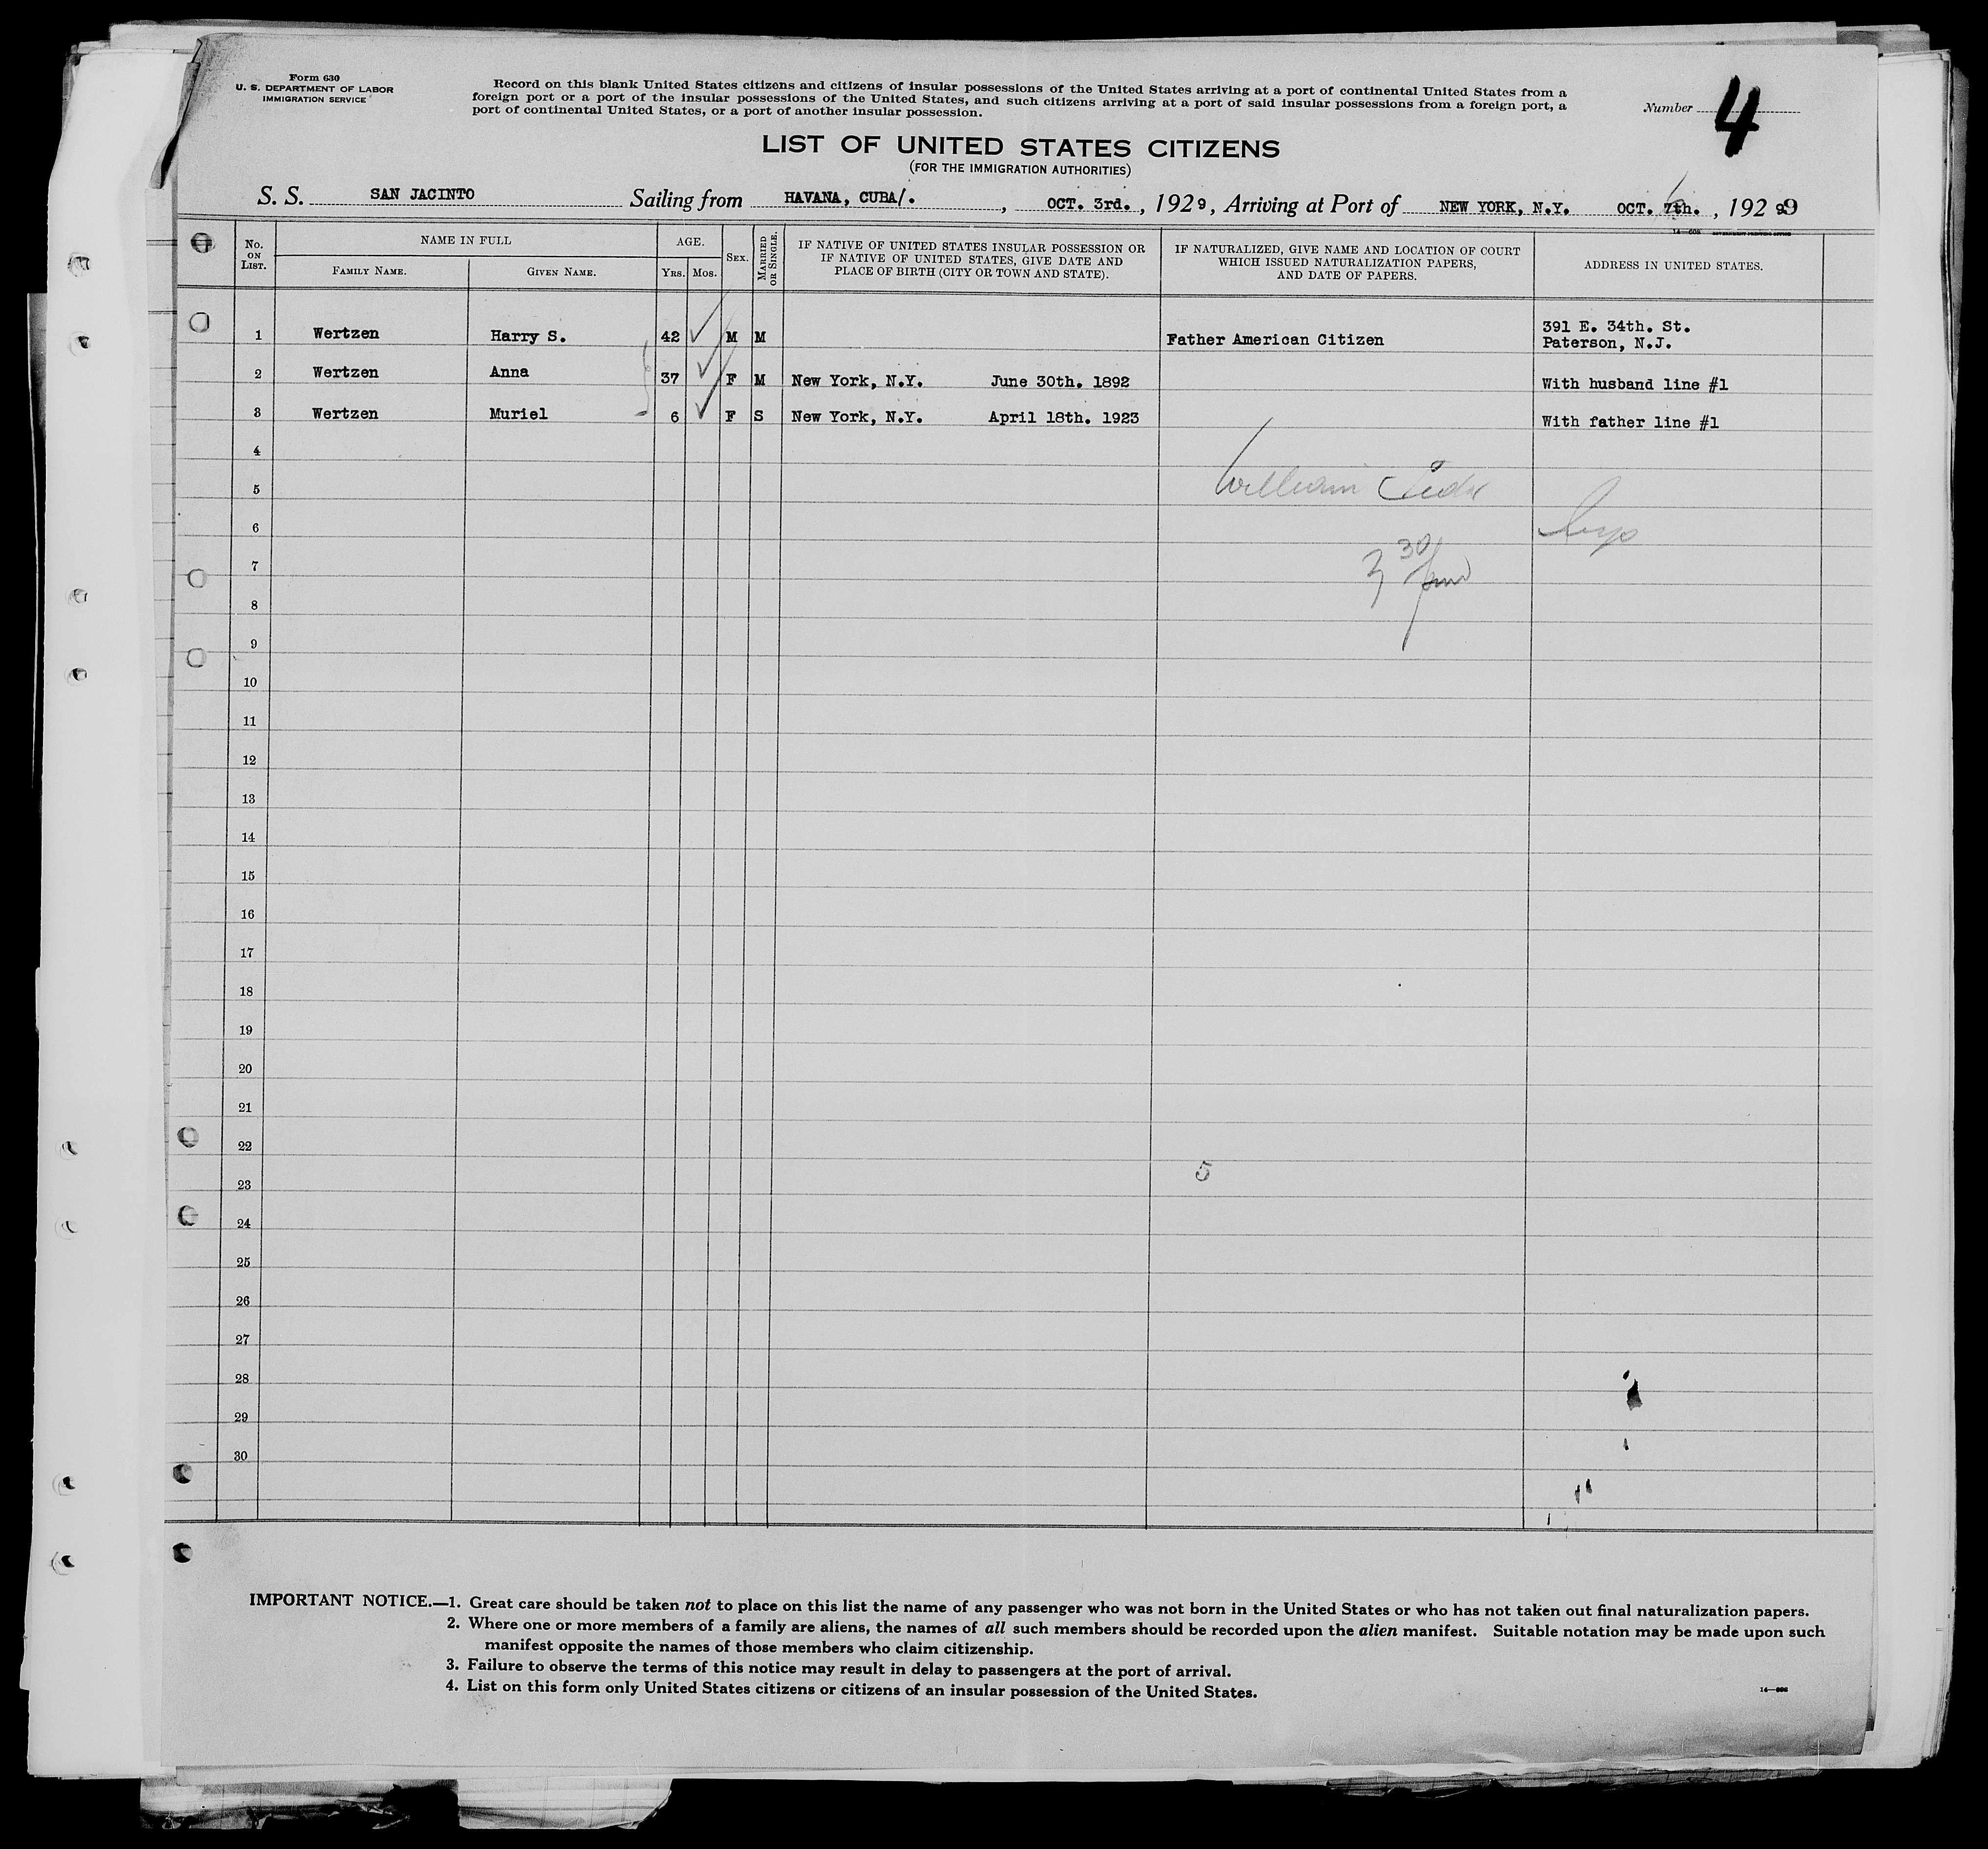 Form 630
U. S. DEPARTMENT OF LABOR
IMMIGRATION SERVICE
Record on this blank United States citizens and citizens of insular possessions of the United States arriving at a port of continental United States from a
foreign port or a port of the insular possessions of the United States, and such citizens arriving at a port of said insular possessions from a foreign port, a
port of continental United States, or a port of another insular possession.
Number 4
LIST OF UNITED STATES CITIZENS
(FOR THE IMMIGRATION AUTHORITIES)
S. S. SAN JACINTO Sailing from HAVANA, CUBA/. , OCT. 3rd. , 1929, Arriving at Port of NEW YORK, N.Y. OCT. 7th. , 1929
No. ON LIST.
NAME IN FULL
FAMILY NAME.
GIVEN NAME.
AGE.
YRS.
MOS.
SEX.
MARRIED OR SINGLE.
IF NATIVE OF UNITED STATES INSULAR POSSESSION OR
IF NATIVE OF UNITED STATES, GIVE DATE AND
PLACE OF BIRTH (CITY OR TOWN AND STATE).
IF NATURALIZED, GIVE NAME AND LOCATION OF COURT
WHICH ISSUED NATURALIZATION PAPERS,
AND DATE OF PAPERS.
ADDRESS IN UNITED STATES.
1 Wertzen Harry S. 42 M M Father American Citizen 391 E. 34th. St.
Paterson, N.J.
2 Wertzen Anna 37 F M New York, N.Y. June 30th. 1892 With husband line #1
3 Wertzen Muriel 6 F S New York, N.Y. April 18th. 1923 With father line #1
4
5 William
6
7 3 30 pm
8
9
10
11
12
13
14
15
16
17
18
19
20
21
22
5
23
24
25
26
27
28
29
30
IMPORTANT NOTICE.—1. Great care should be taken not to place on this list the name of any passenger who was not born in the United States or who has not taken out final naturalization papers.
2. Where one or more members of a family are aliens, the names of all such members should be recorded upon the alien manifest. Suitable notation may be made upon such
manifest opposite the names of those members who claim citizenship.
3. Failure to observe the terms of this notice may result in delay to passengers at the port of arrival.
4. List on this form only United States citizens or citizens of an insular possession of the United States.